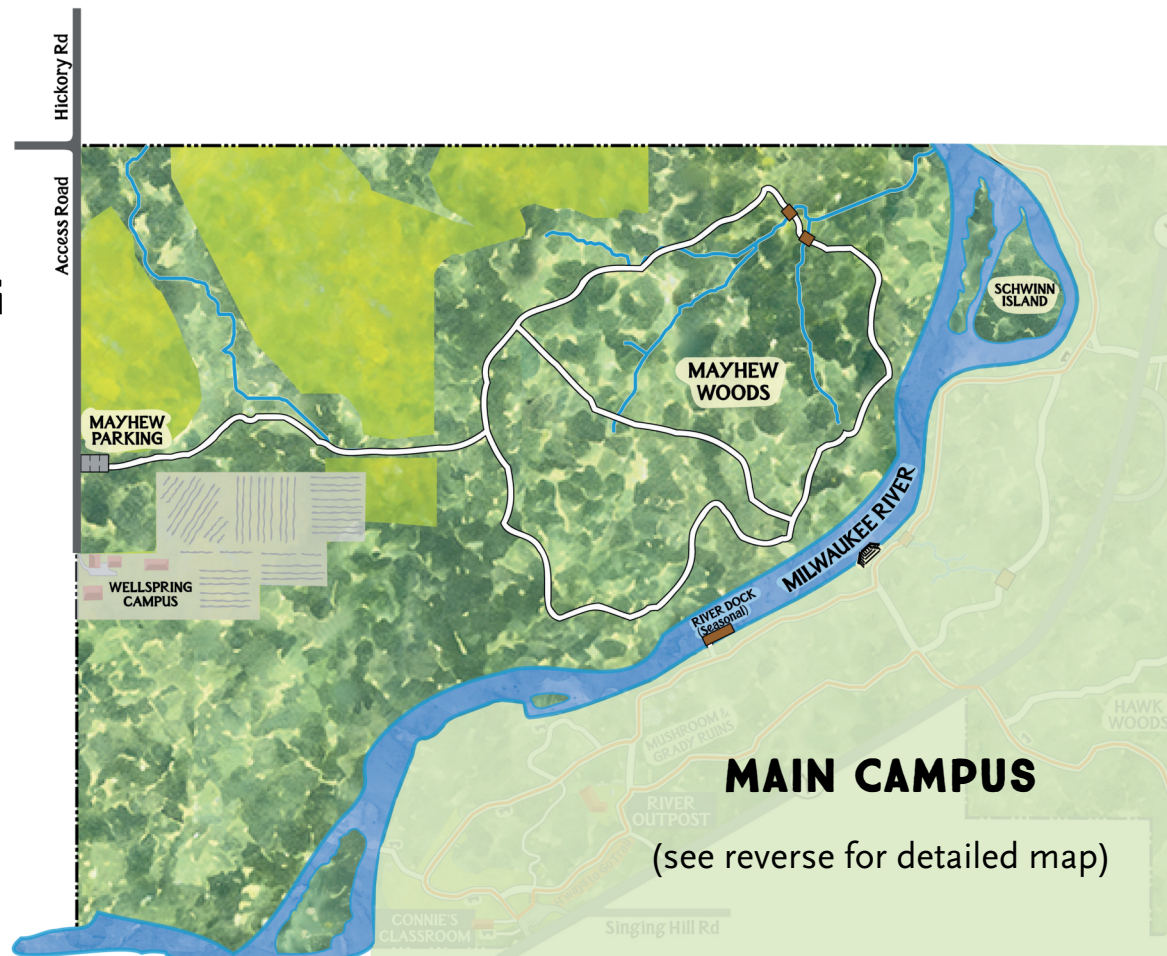 Hickory Rd
Access Road
SCHWINN
ISLAND
MAYHEW
WOODS
MAYHEW
PARKING
MILWAUKEE RIVER
WELLSPRING
CAMPUS
RIVER DOCK
(Seasonal)
HAWK
WOODS
MUSHROOM &
GRADY RUINS
MAIN CAMPUS
RIVER
OUTPOST
(see reverse for detailed map)
CONNIE'S
CLASSROOM
Singing Hill Rd